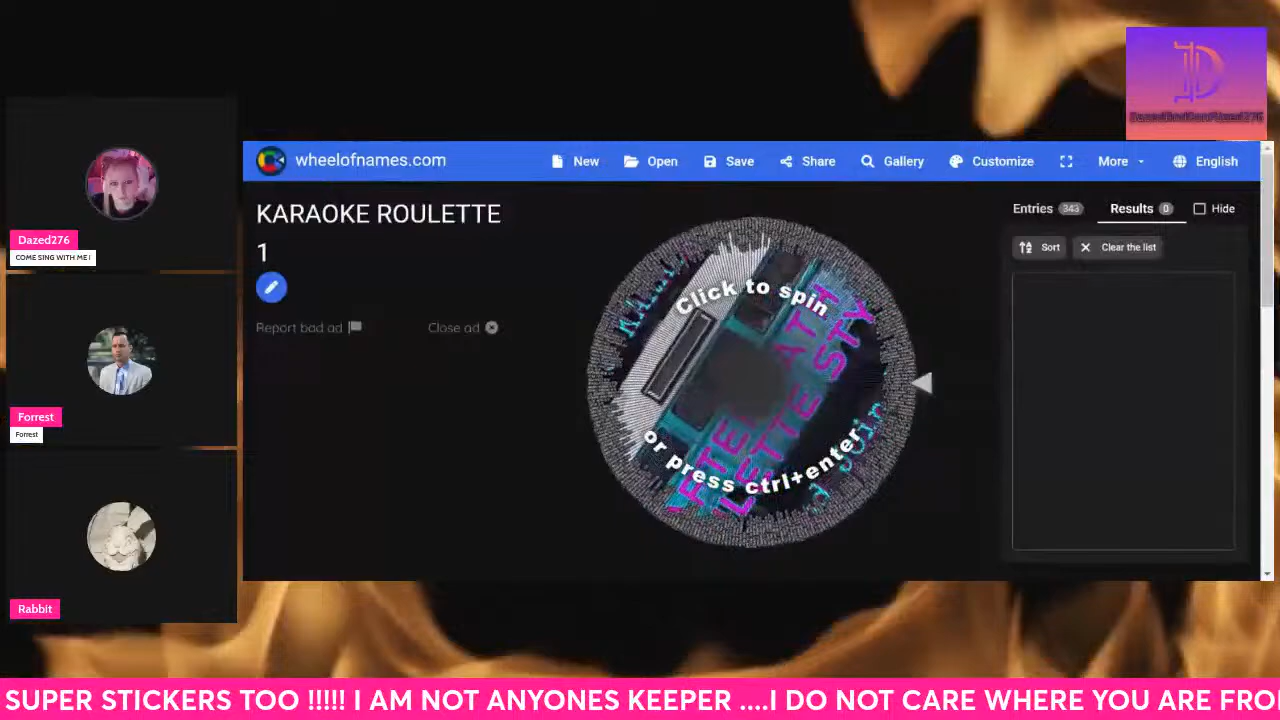 wheelofnames.com
New
Open
Save
Share
Gallery
Customize
More
English
KARAOKE ROULETTE
1
Report bad ad
Close ad
Click to spin
or press ctrl+enter
Entries 343
Results 0
Hide
Sort
Clear the list
Dazed276
COME SING WITH ME !
Forrest
Forrest
Rabbit
SUPER STICKERS TOO !!!!! I AM NOT ANYONES KEEPER ....I DO NOT CARE WHERE YOU ARE FRO